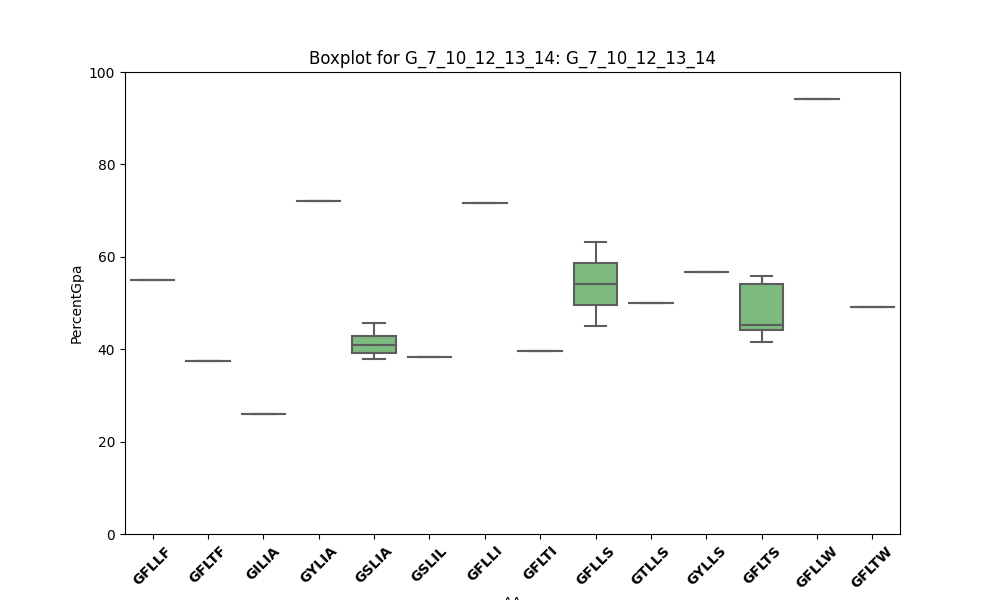 Boxplot for G_7_10_12_13_14: G_7_10_12_13_14
100
80
60
40
20
0
PercentGpa
GFLLF
GFLTF
GILIA
GYLIA
GSLIA
GSLIL
GFLLI
GFLTI
GFLLS
GTLLS
GYLLS
GFLTS
GFLLW
GFLTW